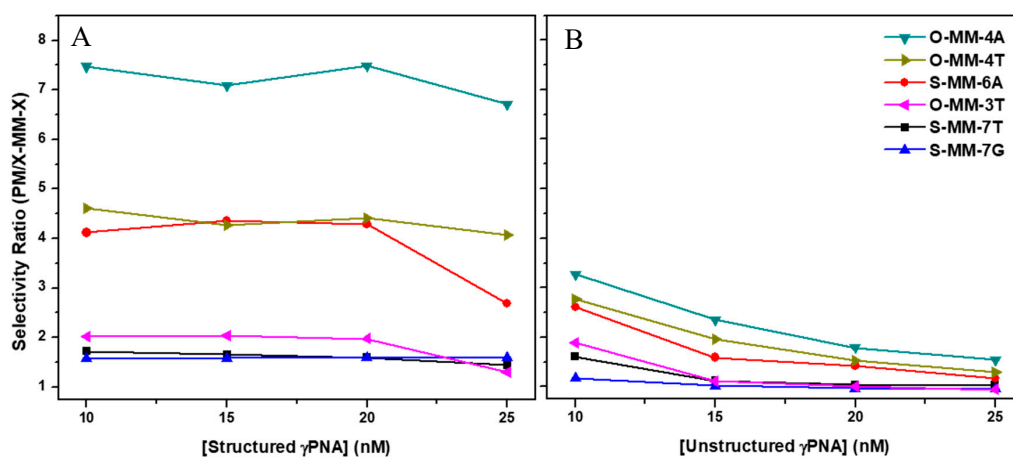 A
B
O-MM-4A
O-MM-4T
S-MM-6A
O-MM-3T
S-MM-7T
S-MM-7G
Selectivity Ratio (PM/X-MM-X)
8
7
6
5
4
3
2
1
10 15 20 25
10 15 20 25
[Structured γPNA] (nM)
[Unstructured γPNA] (nM)